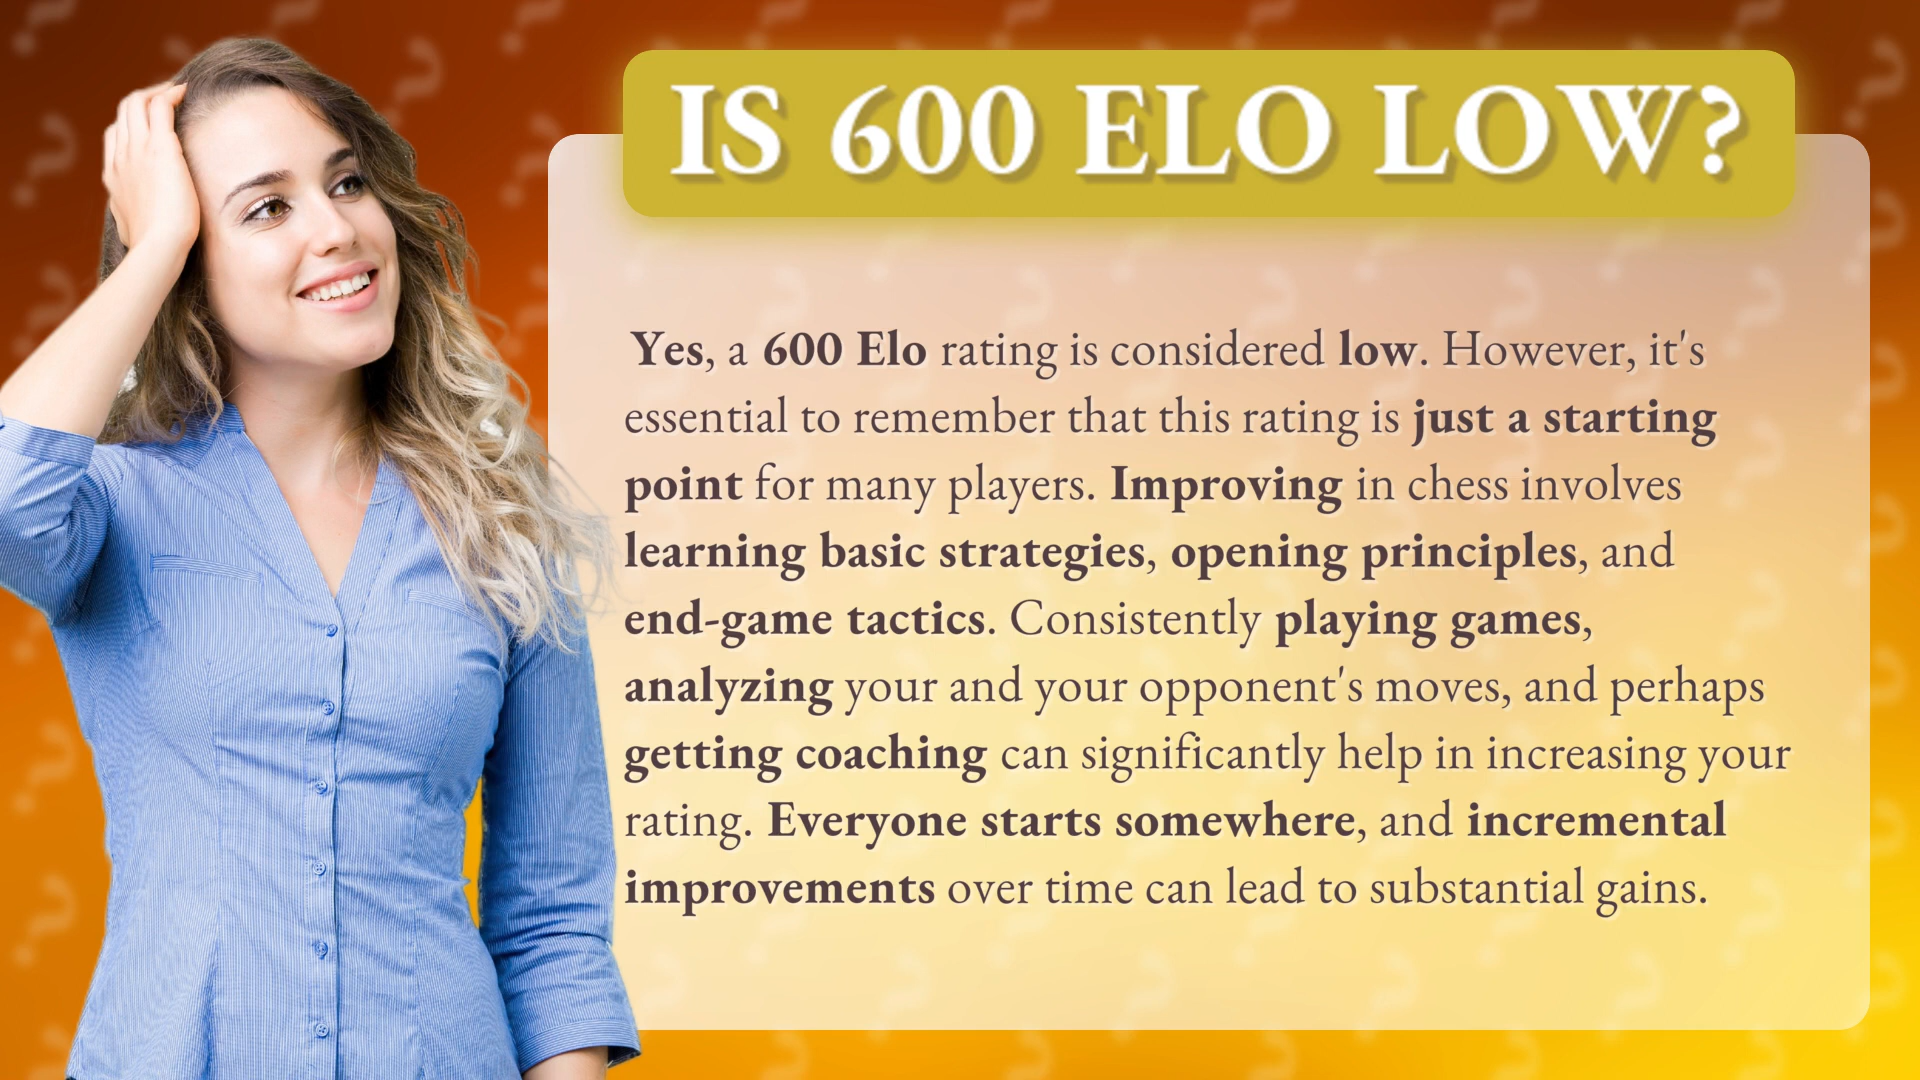 IS 600 ELO LOW?
Yes, a 600 Elo rating is considered low. However, it's
essential to remember that this rating is just a starting
point for many players. Improving in chess involves
learning basic strategies, opening principles, and
end-game tactics. Consistently playing games,
analyzing your and your opponent's moves, and perhaps
getting coaching can significantly help in increasing your
rating. Everyone starts somewhere, and incremental
improvements over time can lead to substantial gains.